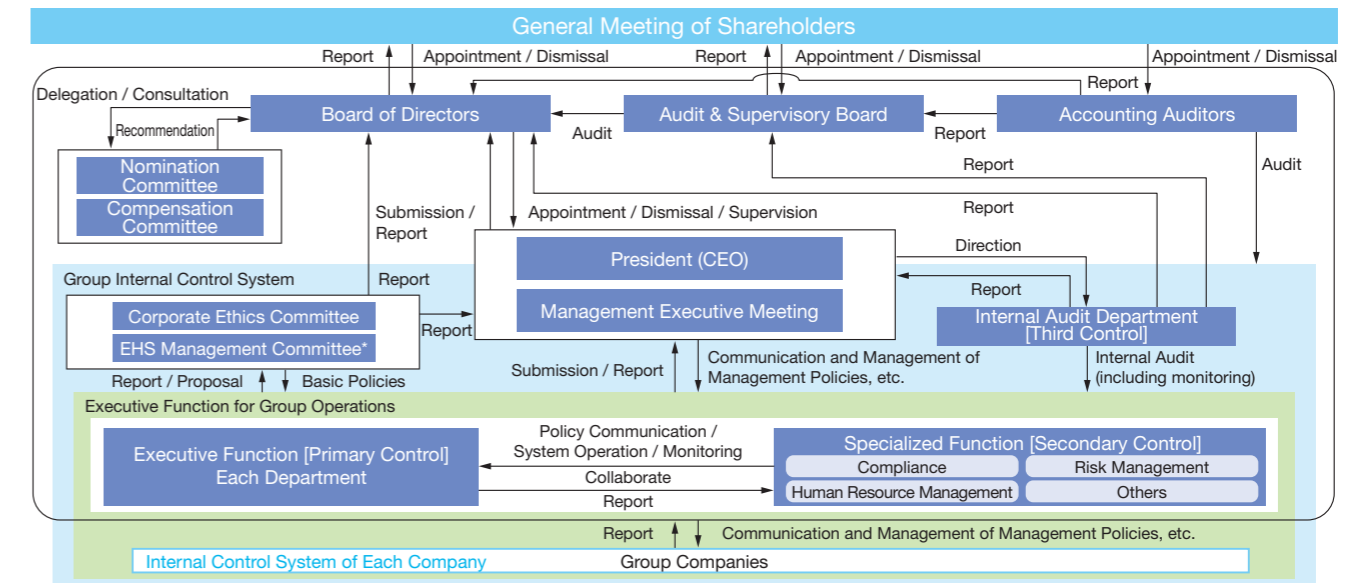 General Meeting of Shareholders
Report
Appointment / Dismissal
Report
Appointment / Dismissal
Appointment / Dismissal
Report
Delegation / Consultation
Board of Directors
Audit & Supervisory Board
Accounting Auditors
Recommendation
Audit
Report
Nomination
Committee
Compensation
Committee
Report
Audit
Submission /
Report
Appointment / Dismissal / Supervision
Report
Direction
President (CEO)
Group Internal Control System
Report
Report
Corporate Ethics Committee
Management Executive Meeting
Internal Audit Department
[Third Control]
Report
EHS Management Committee*
Report / Proposal
Basic Policies
Submission / Report
Communication and Management of
Management Policies, etc.
Internal Audit
(including monitoring)
Executive Function for Group Operations
Executive Function [Primary Control]
Each Department
Policy Communication /
System Operation / Monitoring
Collaborate
Report
Specialized Function [Secondary Control]
Compliance
Risk Management
Human Resource Management
Others
Report
Communication and Management of Management Policies, etc.
Internal Control System of Each Company
Group Companies